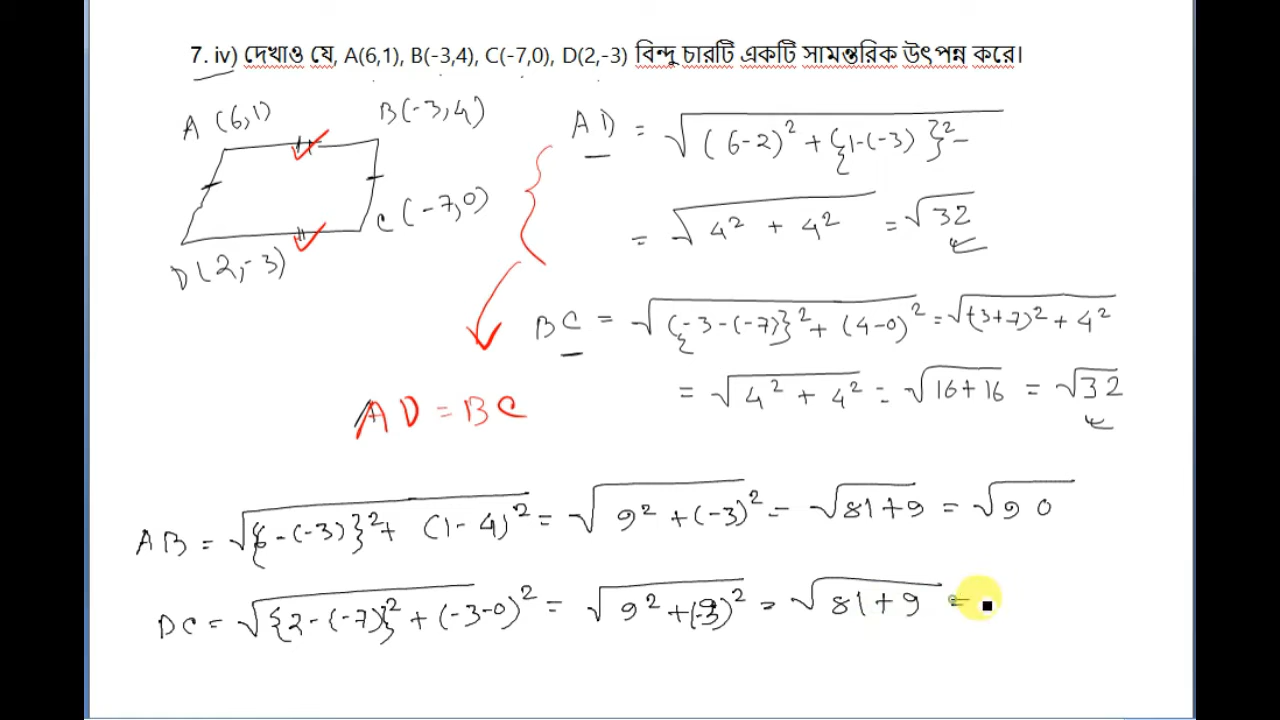 7. iv) দেখাও যে, A(6,1), B(-3,4), C(-7,0), D(2,-3) বিন্দু চারটি একটি সামন্তরিক উৎপন্ন করে।
A (6,1)
B(-3,4)
C (-7,0)
D(2,-3)
AD = √((6-2)² + {1-(-3)}²)
= √(4² + 4²) = √32
BC = √({-3-(-7)}² + (4-0)²) = √((-3+7)² + 4²)
= √(4² + 4²) = √(16+16) = √32
AD = BC
AB = √({6-(-3)}² + (1-4)²) = √(9² + (-3)²) = √(81+9) = √90
DC = √({2-(-7)}² + (-3-0)²) = √(9² + (-3)²) = √(81+9) =